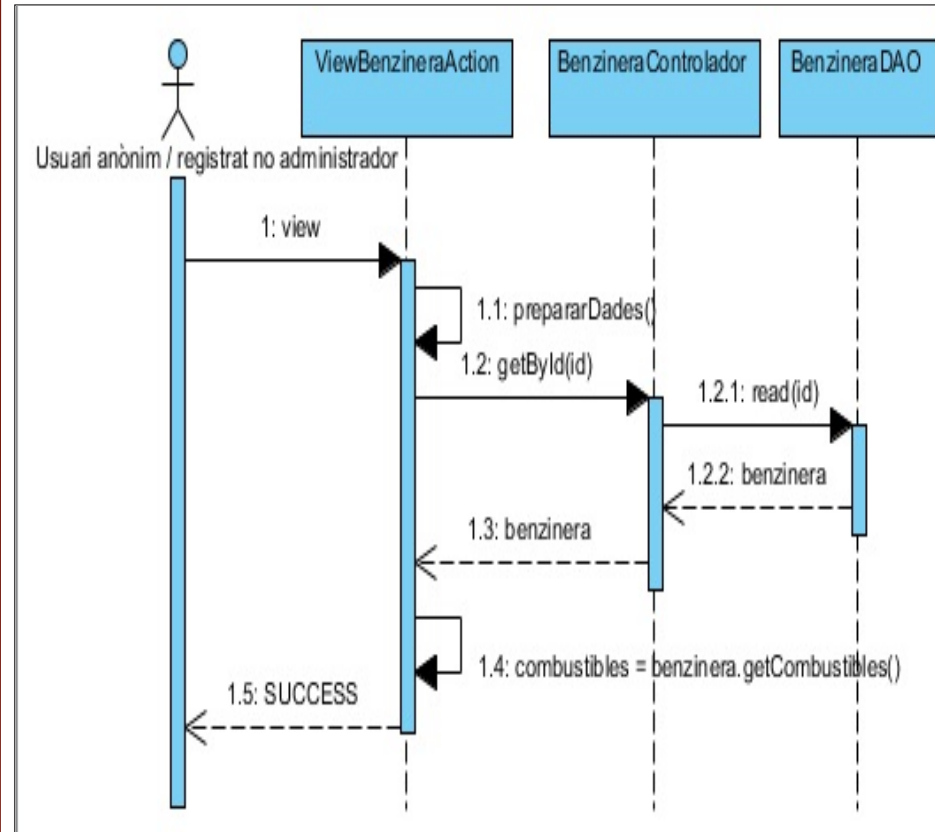 ViewBenzineraAction
BenzineraControlador
BenzineraDAO
Usuari anònim / registrat no administrador
1: view
1.1: prepararDades()
1.2: getById(id)
1.2.1: read(id)
1.2.2: benzinera
1.3: benzinera
1.4: combustibles = benzinera.getCombustibles()
1.5: SUCCESS